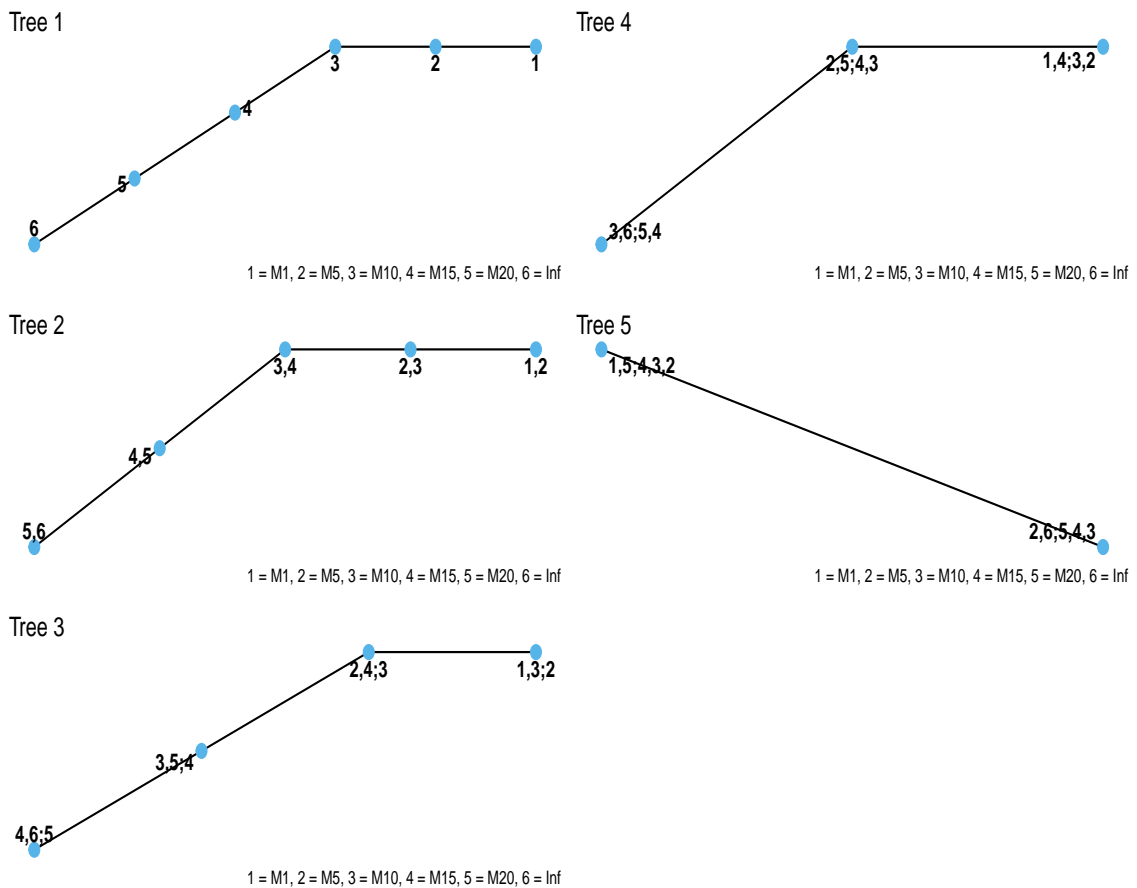 Tree 1
3
2
1
4
5
6
1 = M1, 2 = M5, 3 = M10, 4 = M15, 5 = M20, 6 = Inf
Tree 2
3,4
2,3
1,2
4,5
5,6
1 = M1, 2 = M5, 3 = M10, 4 = M15, 5 = M20, 6 = Inf
Tree 3
2,4;3
1,3;2
3,5;4
4,6;5
1 = M1, 2 = M5, 3 = M10, 4 = M15, 5 = M20, 6 = Inf
Tree 4
2,5;4,3
1,4;3,2
3,6;5,4
1 = M1, 2 = M5, 3 = M10, 4 = M15, 5 = M20, 6 = Inf
Tree 5
1,5;4,3,2
2,6;5,4,3
1 = M1, 2 = M5, 3 = M10, 4 = M15, 5 = M20, 6 = Inf